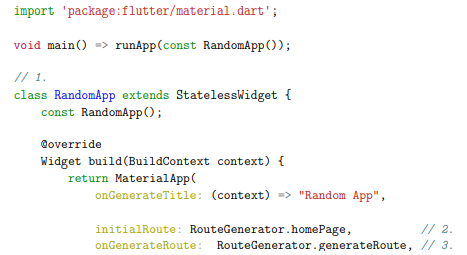 import 'package:flutter/material.dart';
void main() => runApp(const RandomApp());
// 1.
class RandomApp extends StatelessWidget {
const RandomApp();
@override
Widget build(BuildContext context) {
return MaterialApp(
onGenerateTitle: (context) => "Random App",
initialRoute: RouteGenerator.homePage, // 2.
onGenerateRoute: RouteGenerator.generateRoute, // 3.